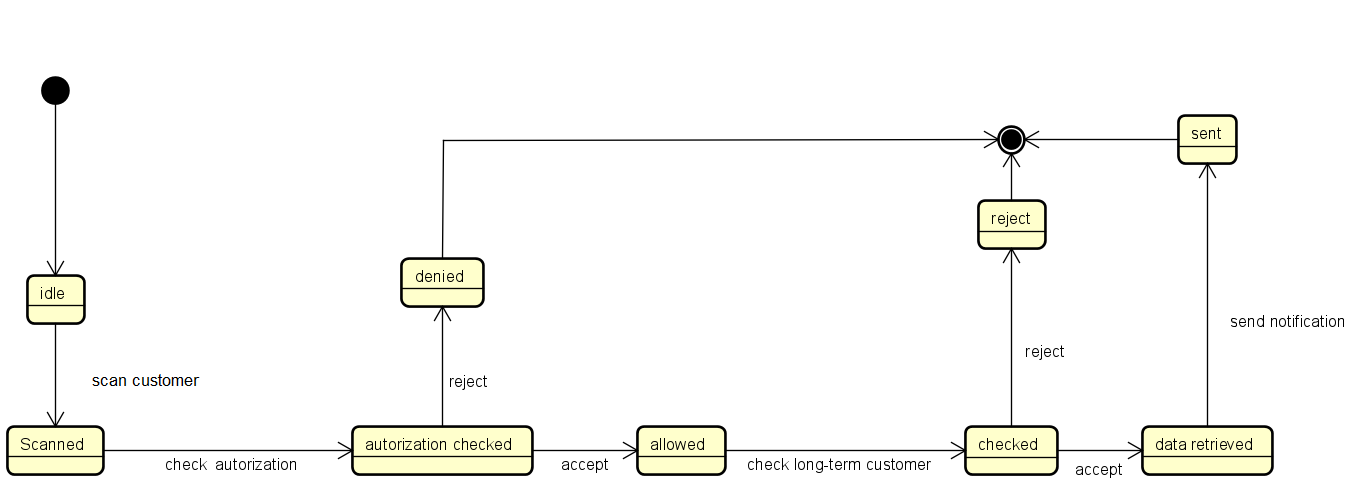 sent
reject
denied
idle
send notification
reject
scan customer
reject
Scanned
autorization checked
allowed
checked
data retrieved
check autorization
accept
check long-term customer
accept